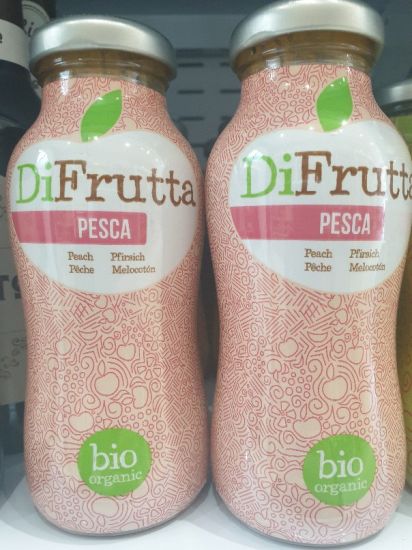 DiFrutta
PESCA
Peach Pfirsich
Pêche Melocotón
bio
organic
DiFrutta
PESCA
Peach Pfirsich
Pêche Melocotón
bio
organic